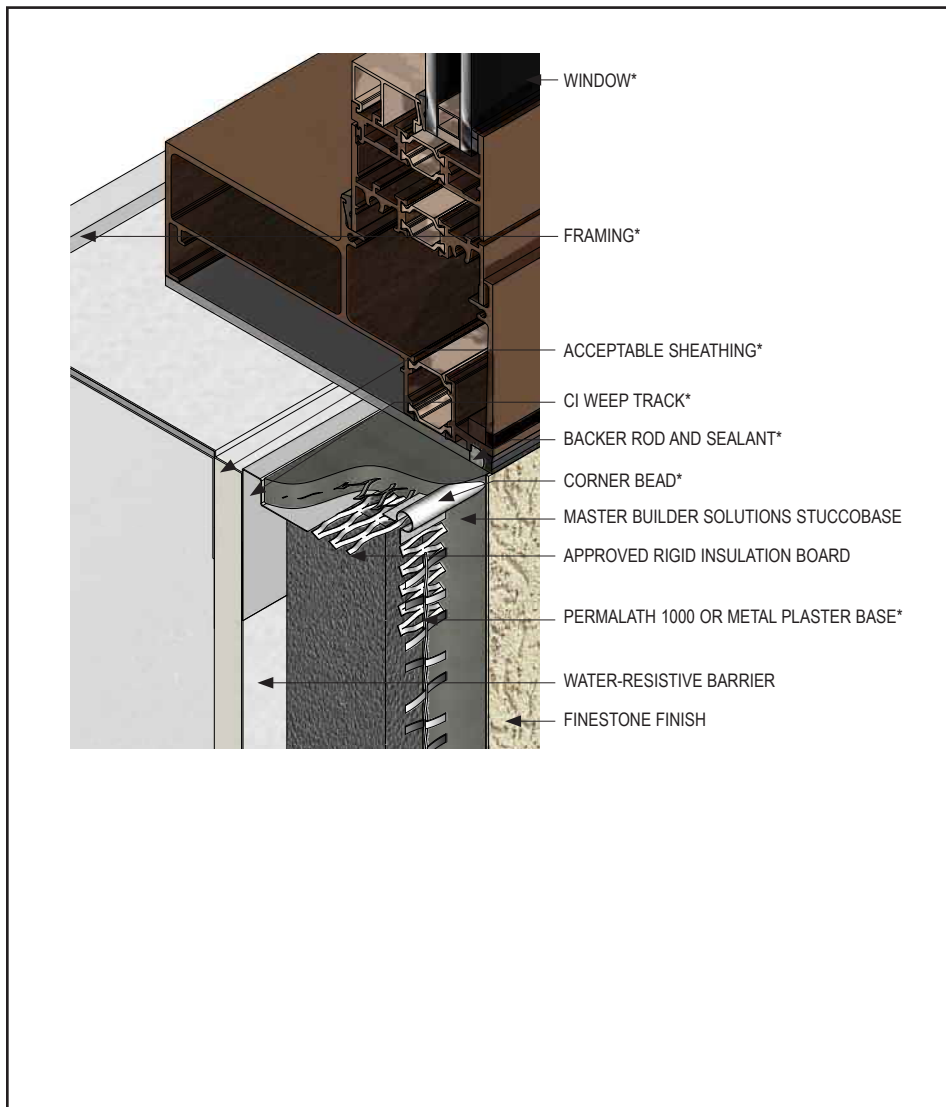 WINDOW*
FRAMING*
ACCEPTABLE SHEATHING*
CI WEEP TRACK*
BACKER ROD AND SEALANT*
CORNER BEAD*
MASTER BUILDER SOLUTIONS STUCCOBASE
APPROVED RIGID INSULATION BOARD
PERMALATH 1000 OR METAL PLASTER BASE*
WATER-RESISTIVE BARRIER
FINESTONE FINISH